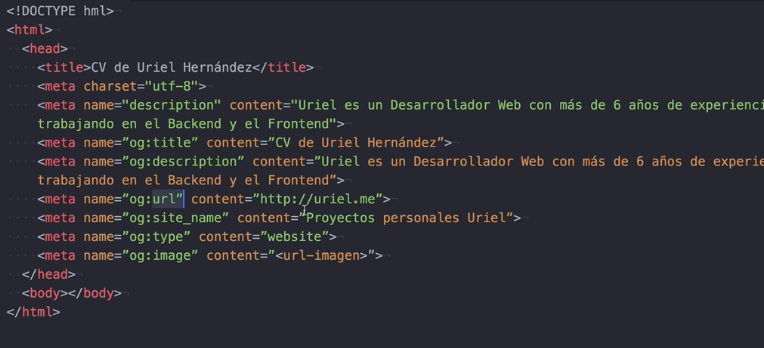 <!DOCTYPE hml>
<html>
<head>
<title>CV de Uriel Hernández</title>
<meta charset="utf-8">
<meta name="description" content="Uriel es un Desarrollador Web con más de 6 años de
trabajando en el Backend y el Frontend">
<meta name=”og:title” content=”CV de Uriel Hernández”>
<meta name=”og:description” content=”Uriel es un Desarrollador Web con más de 6 años de
trabajando en el Backend y el Frontend”>
<meta name=”og:url” content=”http://uriel.me”>
<meta name=”og:site_name” content=”Proyectos personales Uriel”>
<meta name=”og:type” content=”website”>
<meta name=”og:image” content=”<url-imagen>”>
</head>
<body></body>
</html>